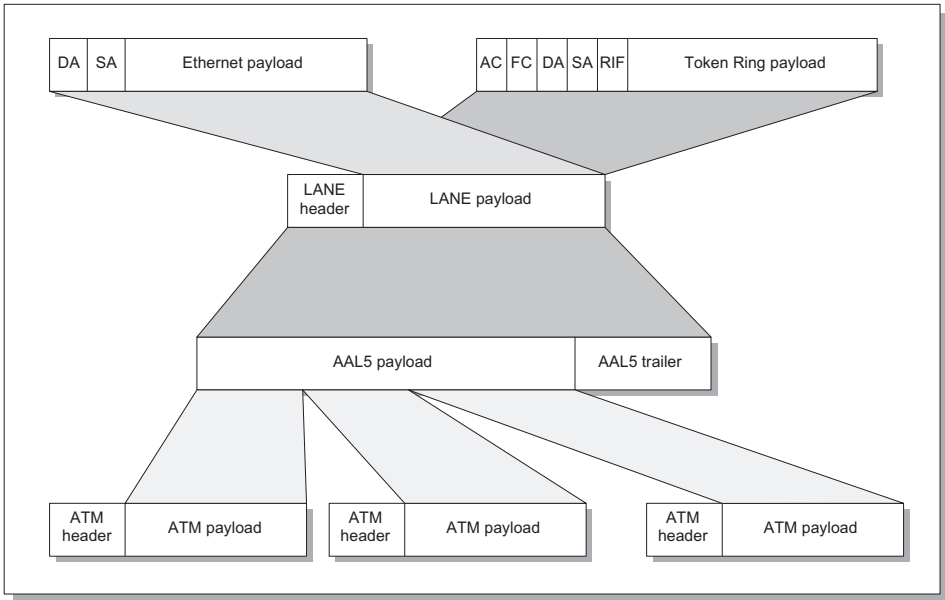 DA SA Ethernet payload
AC FC DA SA RIF Token Ring payload
LANE
header
LANE payload
AAL5 payload
AAL5 trailer
ATM
header
ATM payload
ATM
header
ATM payload
ATM
header
ATM payload